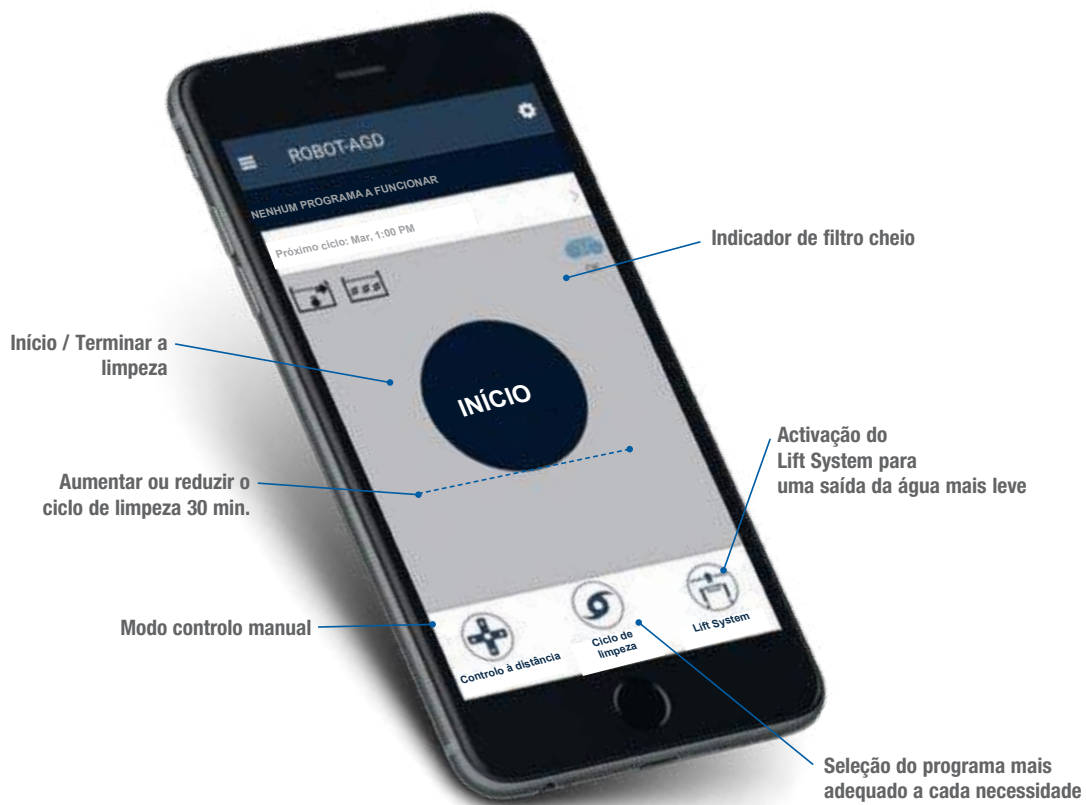 ROBOT-AGD
NENHUM PROGRAMA A FUNCIONAR
Próximo ciclo: Mar, 1:00 PM
Indicador de filtro cheio
Início / Terminar a
limpeza
INÍCIO
Activação do
Lift System para
uma saída da água mais leve
Aumentar ou reduzir o
ciclo de limpeza 30 min.
Modo controlo manual
Controlo à distância
Ciclo de
limpeza
Lift System
Seleção do programa mais
adequado a cada necessidade